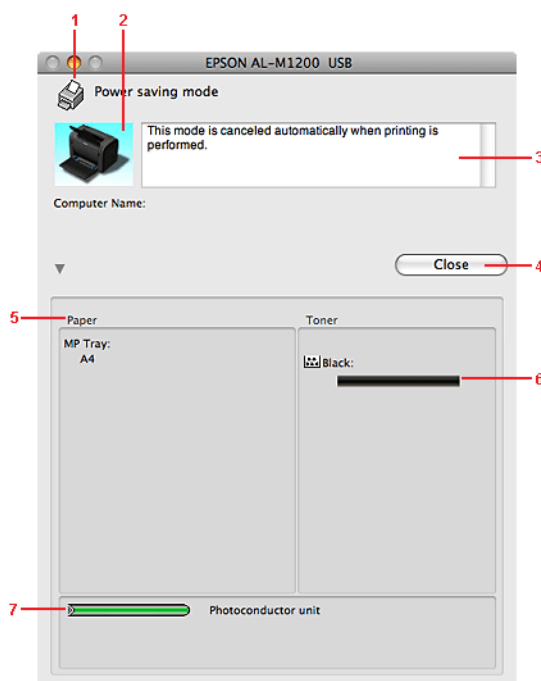 1 2
EPSON AL-M1200 USB
Power saving mode
This mode is canceled automatically when printing is
performed.
3
Computer Name:
Close
4
5
Paper
Toner
MP Tray:
A4
Black:
6
7
Photoconductor unit